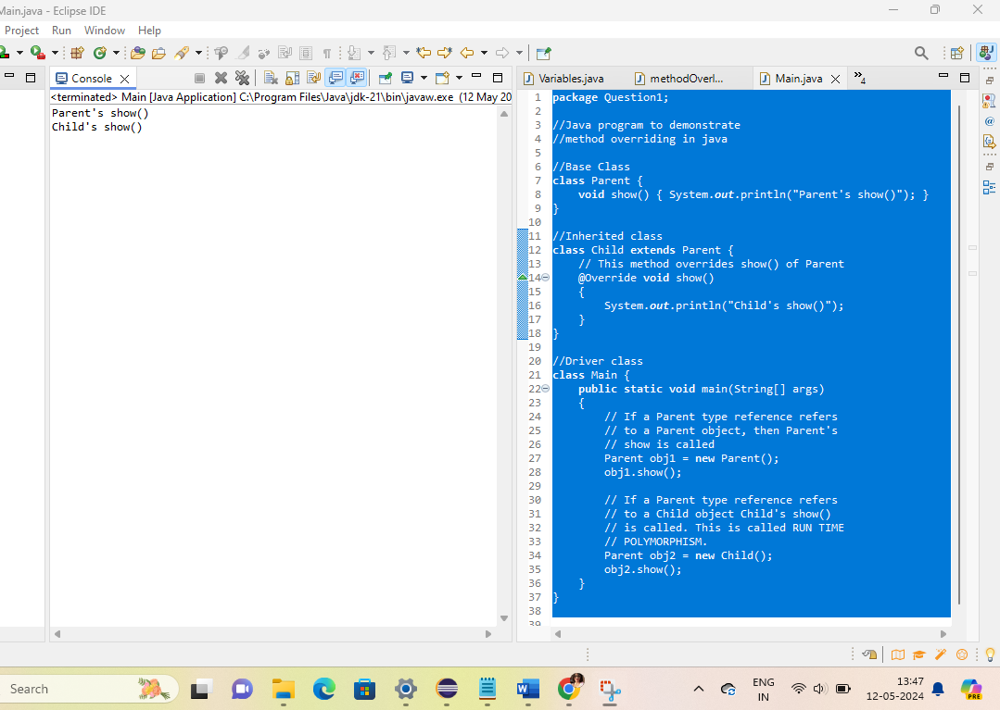 Main.java - Eclipse IDE
Project Run Window Help
Console
<terminated> Main [Java Application] C:\Program Files\Java\jdk-21\bin\javaw.exe (12 May 20
Parent's show()
Child's show()
Variables.java methodOverl... Main.java »4
1 package Question1;
2
3 //Java program to demonstrate
4 //method overriding in java
5
6 //Base Class
7 class Parent {
8 void show() { System.out.println("Parent's show()"); }
9 }
10
11 //Inherited class
12 class Child extends Parent {
13 // This method overrides show() of Parent
14 @Override void show()
15 {
16 System.out.println("Child's show()");
17 }
18 }
19
20 //Driver class
21 class Main {
22 public static void main(String[] args)
23 {
24 // If a Parent type reference refers
25 // to a Parent object, then Parent's
26 // show is called
27 Parent obj1 = new Parent();
28 obj1.show();
29
30 // If a Parent type reference refers
31 // to a Child object Child's show()
32 // is called. This is called RUN TIME
33 // POLYMORPHISM.
34 Parent obj2 = new Child();
35 obj2.show();
36 }
37 }
38
39
Search
ENG
IN
13:47
12-05-2024
PRE